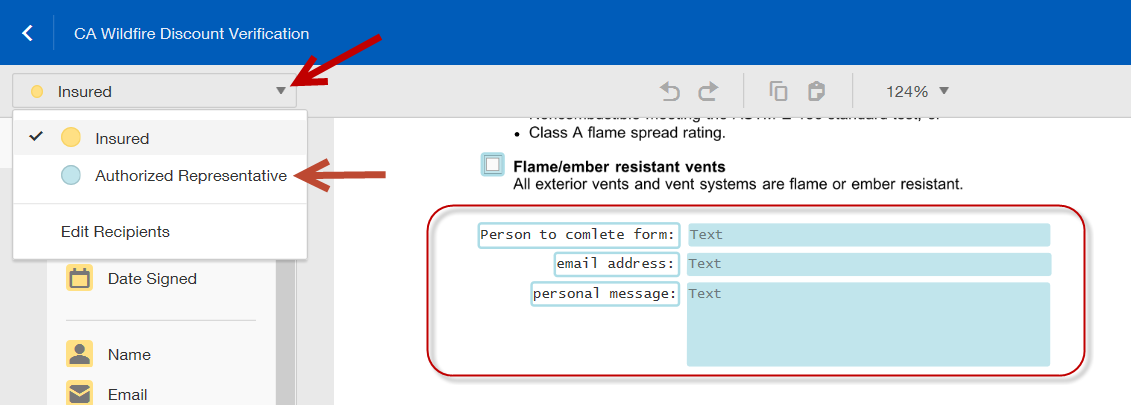 CA Wildfire Discount Verification
Insured
124%
Insured
Authorized Representative
Edit Recipients
Date Signed
Name
Email
• Class A flame spread rating.
Flame/ember resistant vents
All exterior vents and vent systems are flame or ember resistant.
Person to comlete form: Text
email address: Text
personal message: Text